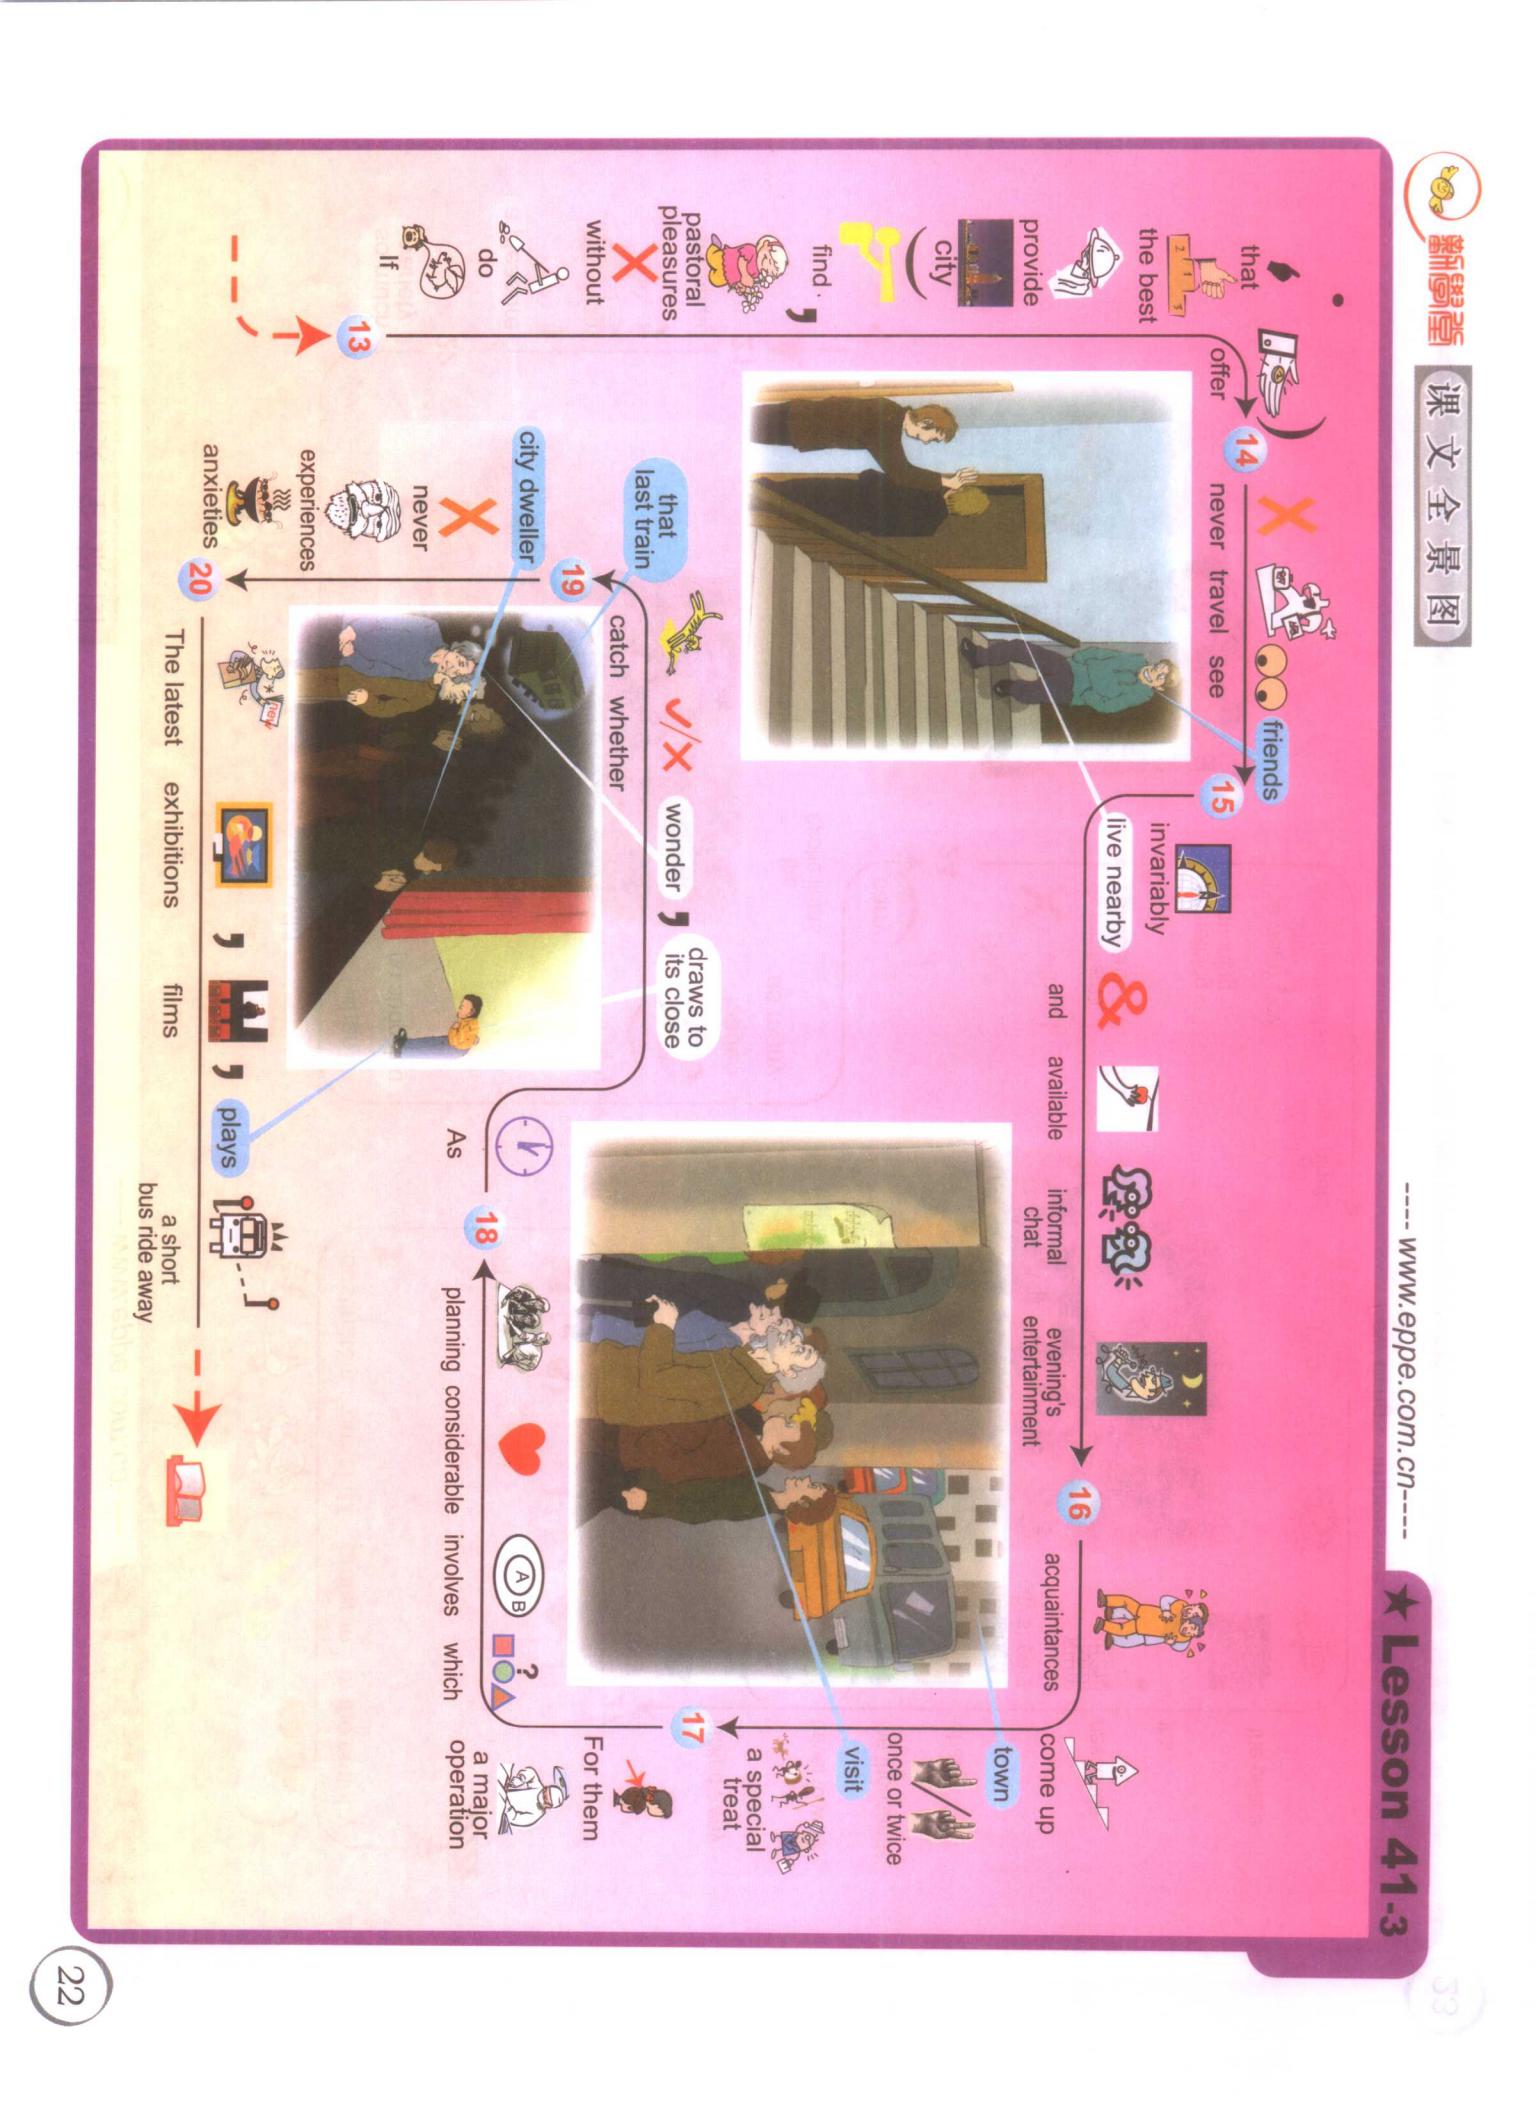 新學堂
课文全景图
---- www.eppe.com.cn----
★ Lesson 41-3
13
If
do
without
pastoral
pleasures
,
find
city
provide
the best
that
offer
14
never travel see
friends
15
invariably
live nearby
&
and
available
informal
chat
evening's
entertainment
16
acquaintances
come up
town
once or twice
visit
a special
treat
17
For them
a major
operation
which
involves
considerable
planning
A
B
?
18
As
draws to
its close
,
wonder
whether
catch
that
last train
19
city dweller
never
experiences
anxieties
20
The latest
new
exhibitions
,
films
,
plays
a short
bus ride away
22